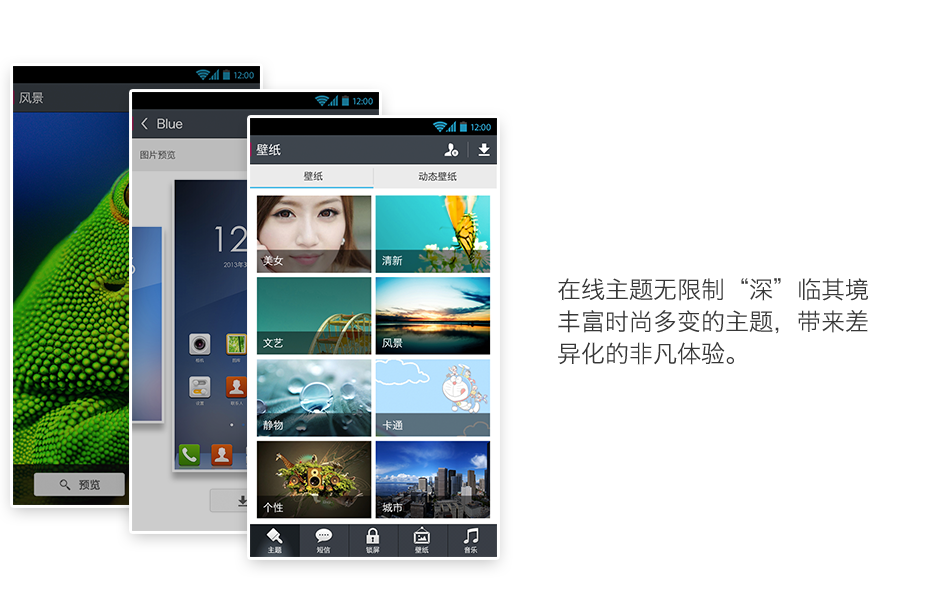 12:00
风景
预览
12:00
Blue
图片预览
12
2013年3
12:00
壁纸
壁纸
动态壁纸
美女
清新
文艺
风景
静物
卡通
个性
城市
主题
短信
锁屏
壁纸
音乐
在线主题无限制“深”临其境
丰富时尚多变的主题，带来差
异化的非凡体验。